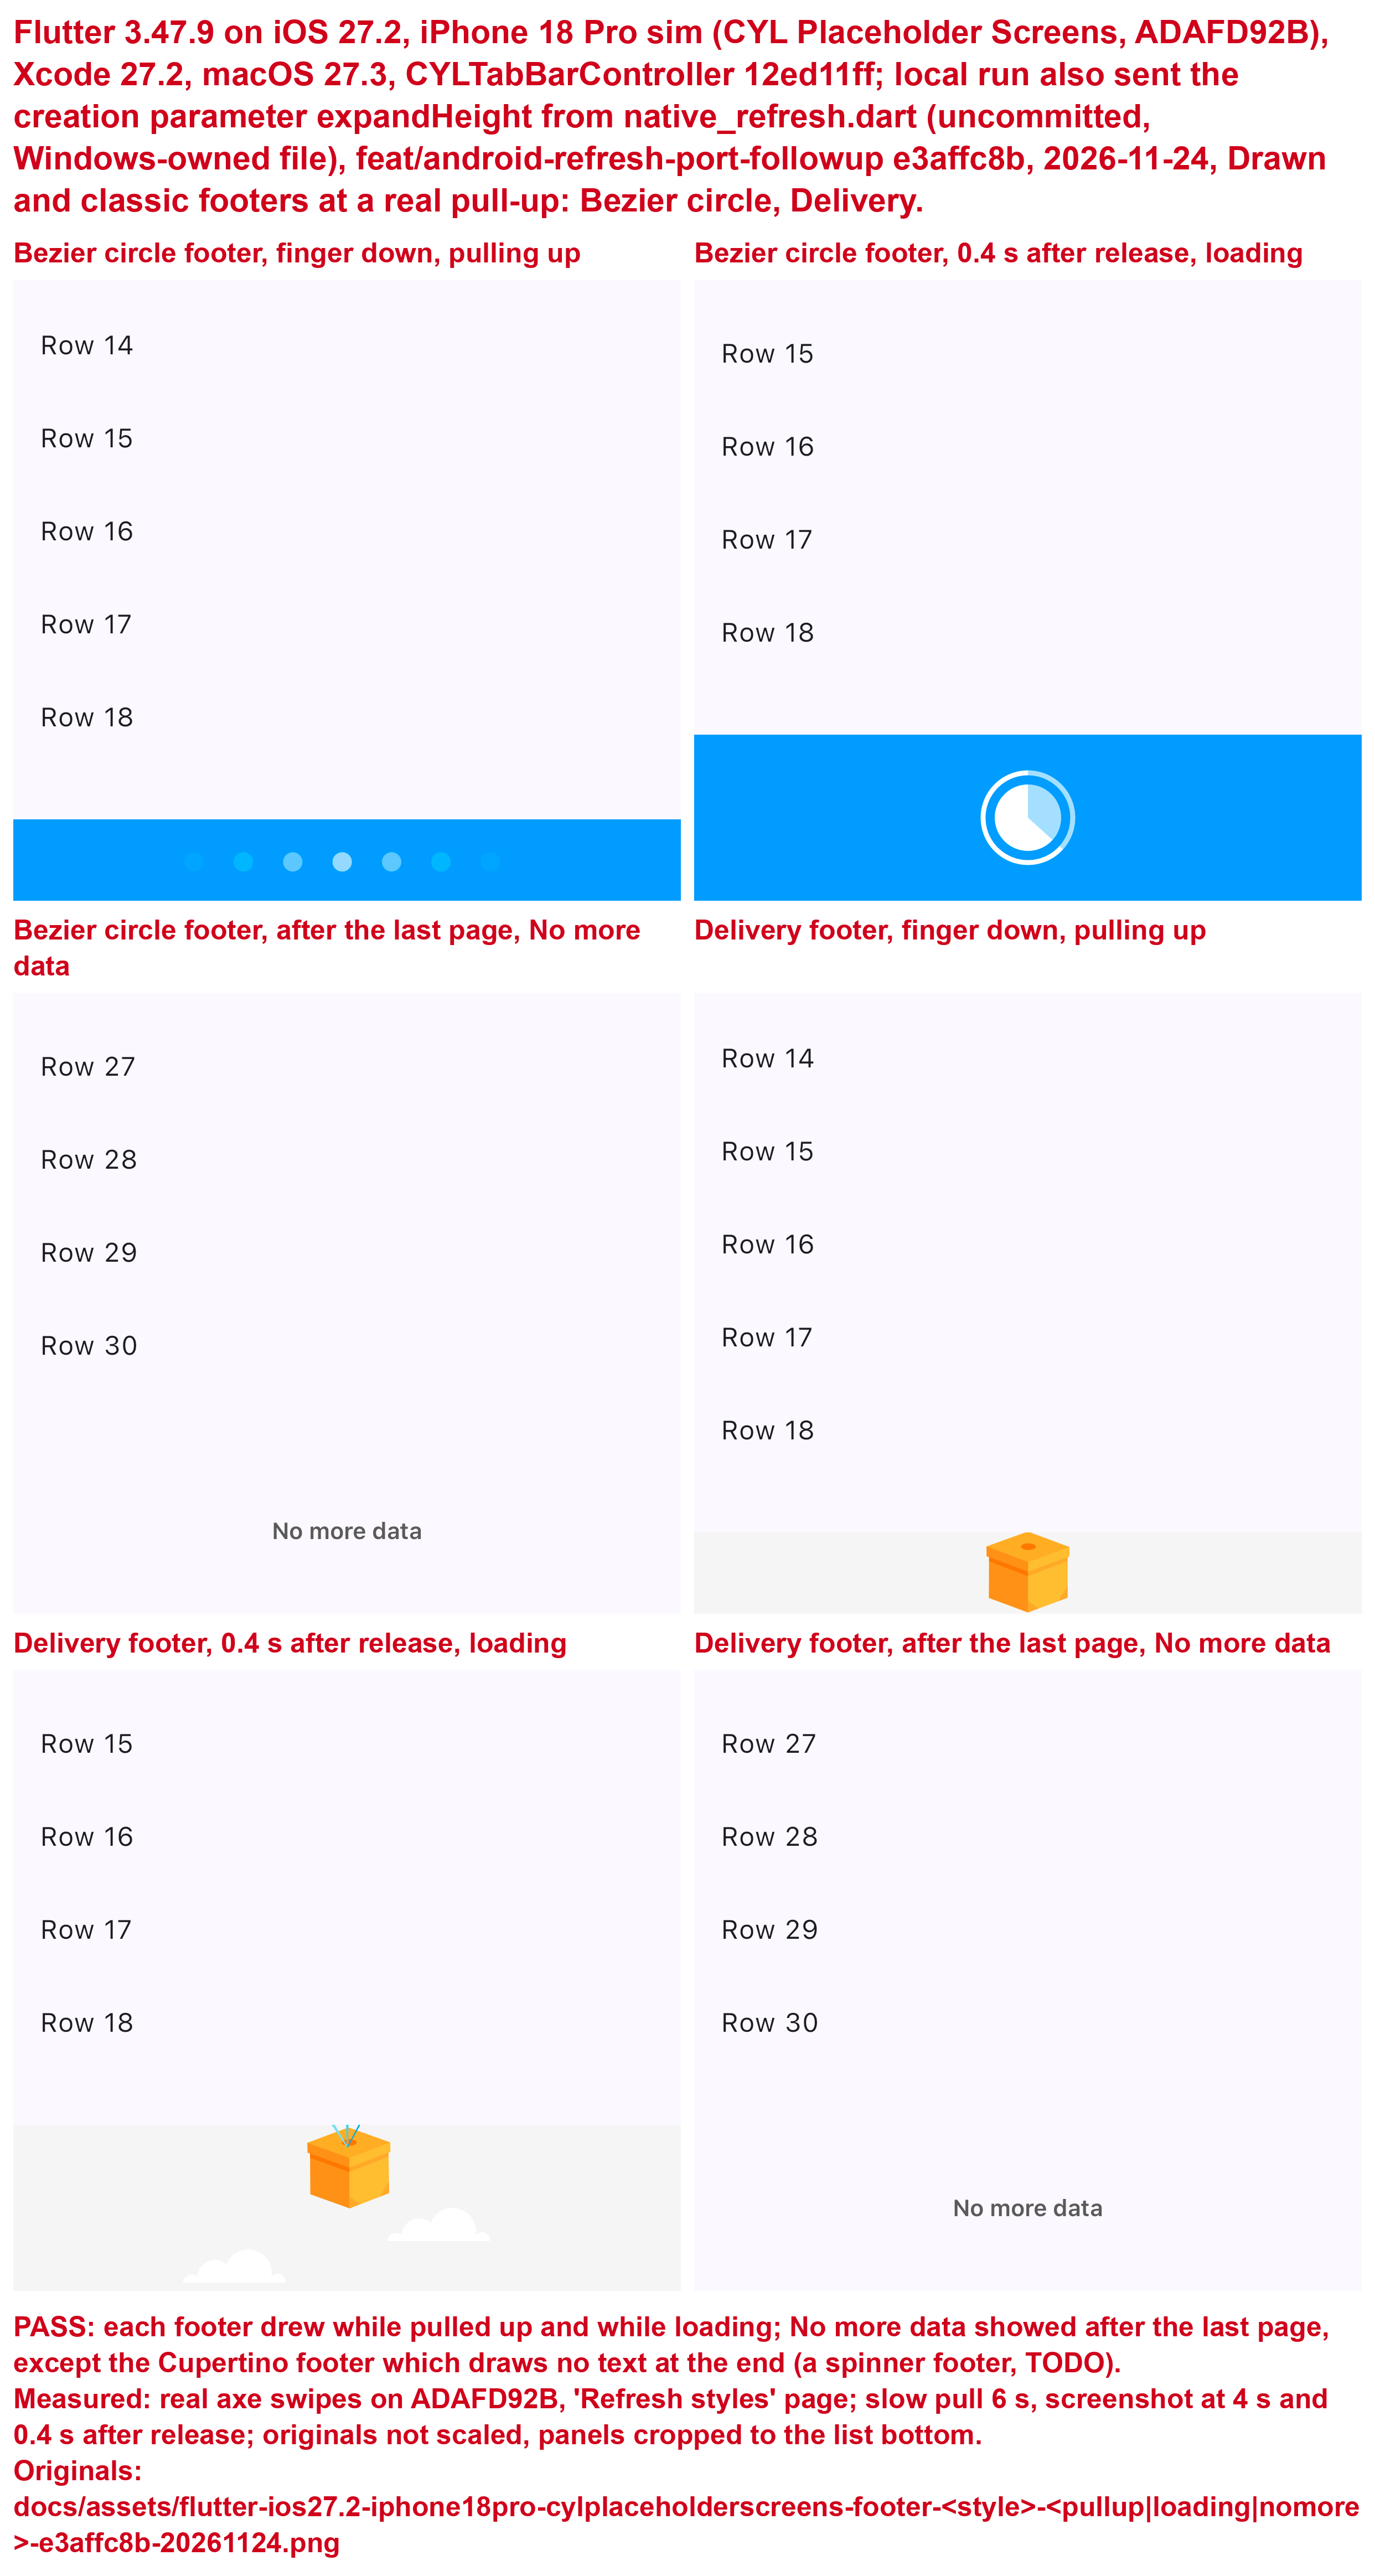 Flutter 3.47.9 on iOS 27.2, iPhone 18 Pro sim (CYL Placeholder Screens, ADAFD92B),
Xcode 27.2, macOS 27.3, CYLTabBarController 12ed11ff; local run also sent the
creation parameter expandHeight from native_refresh.dart (uncommitted,
Windows-owned file), feat/android-refresh-port-followup e3affc8b, 2026-11-24, Drawn
and classic footers at a real pull-up: Bezier circle, Delivery.
Bezier circle footer, finger down, pulling up
Row 14
Row 15
Row 16
Row 17
Row 18
Bezier circle footer, 0.4 s after release, loading
Row 15
Row 16
Row 17
Row 18
Bezier circle footer, after the last page, No more
data
Row 27
Row 28
Row 29
Row 30
No more data
Delivery footer, finger down, pulling up
Row 14
Row 15
Row 16
Row 17
Row 18
Delivery footer, 0.4 s after release, loading
Row 15
Row 16
Row 17
Row 18
Delivery footer, after the last page, No more data
Row 27
Row 28
Row 29
Row 30
No more data
PASS: each footer drew while pulled up and while loading; No more data showed after the last page,
except the Cupertino footer which draws no text at the end (a spinner footer, TODO).
Measured: real axe swipes on ADAFD92B, 'Refresh styles' page; slow pull 6 s, screenshot at 4 s and
0.4 s after release; originals not scaled, panels cropped to the list bottom.
Originals:
docs/assets/flutter-ios27.2-iphone18pro-cylplaceholderscreens-footer-<style>-<pullup|loading|nomore
>-e3affc8b-20261124.png